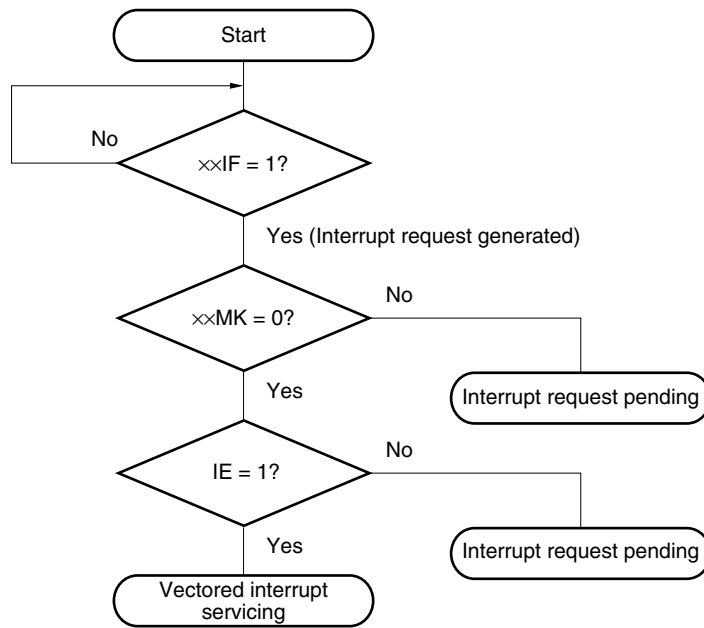 Start
No
××IF = 1?
Yes (Interrupt request generated)
××MK = 0?
No
Interrupt request pending
Yes
IE = 1?
No
Interrupt request pending
Yes
Vectored interrupt
servicing